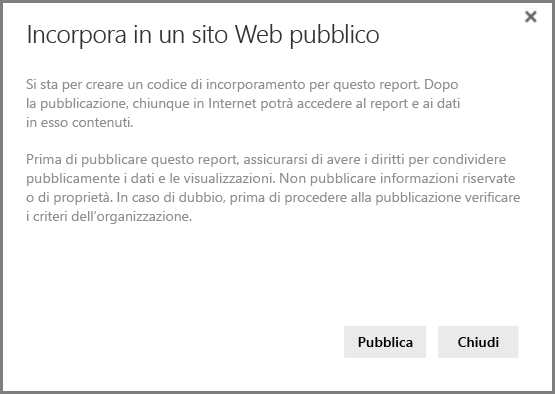 Incorpora in un sito Web pubblico
Si sta per creare un codice di incorporamento per questo report. Dopo
la pubblicazione, chiunque in Internet potrà accedere al report e ai dati
in esso contenuti.
Prima di pubblicare questo report, assicurarsi di avere i diritti per condividere
pubblicamente i dati e le visualizzazioni. Non pubblicare informazioni riservate
o di proprietà. In caso di dubbio, prima di procedere alla pubblicazione verificare
i criteri dell'organizzazione.
Pubblica Chiudi